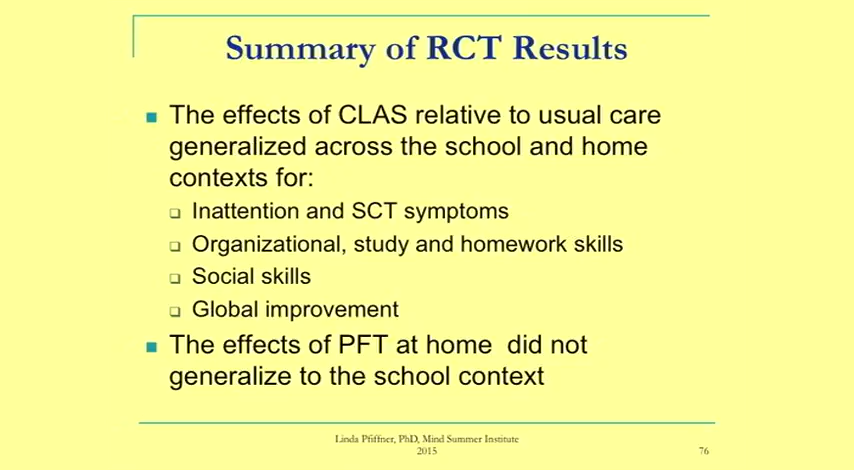 Summary of RCT Results
The effects of CLAS relative to usual care
generalized across the school and home
contexts for:
Inattention and SCT symptoms
Organizational, study and homework skills
Social skills
Global improvement
The effects of PFT at home did not
generalize to the school context
Linda Pfiffner, PhD, Mind Summer Institute
2015
76